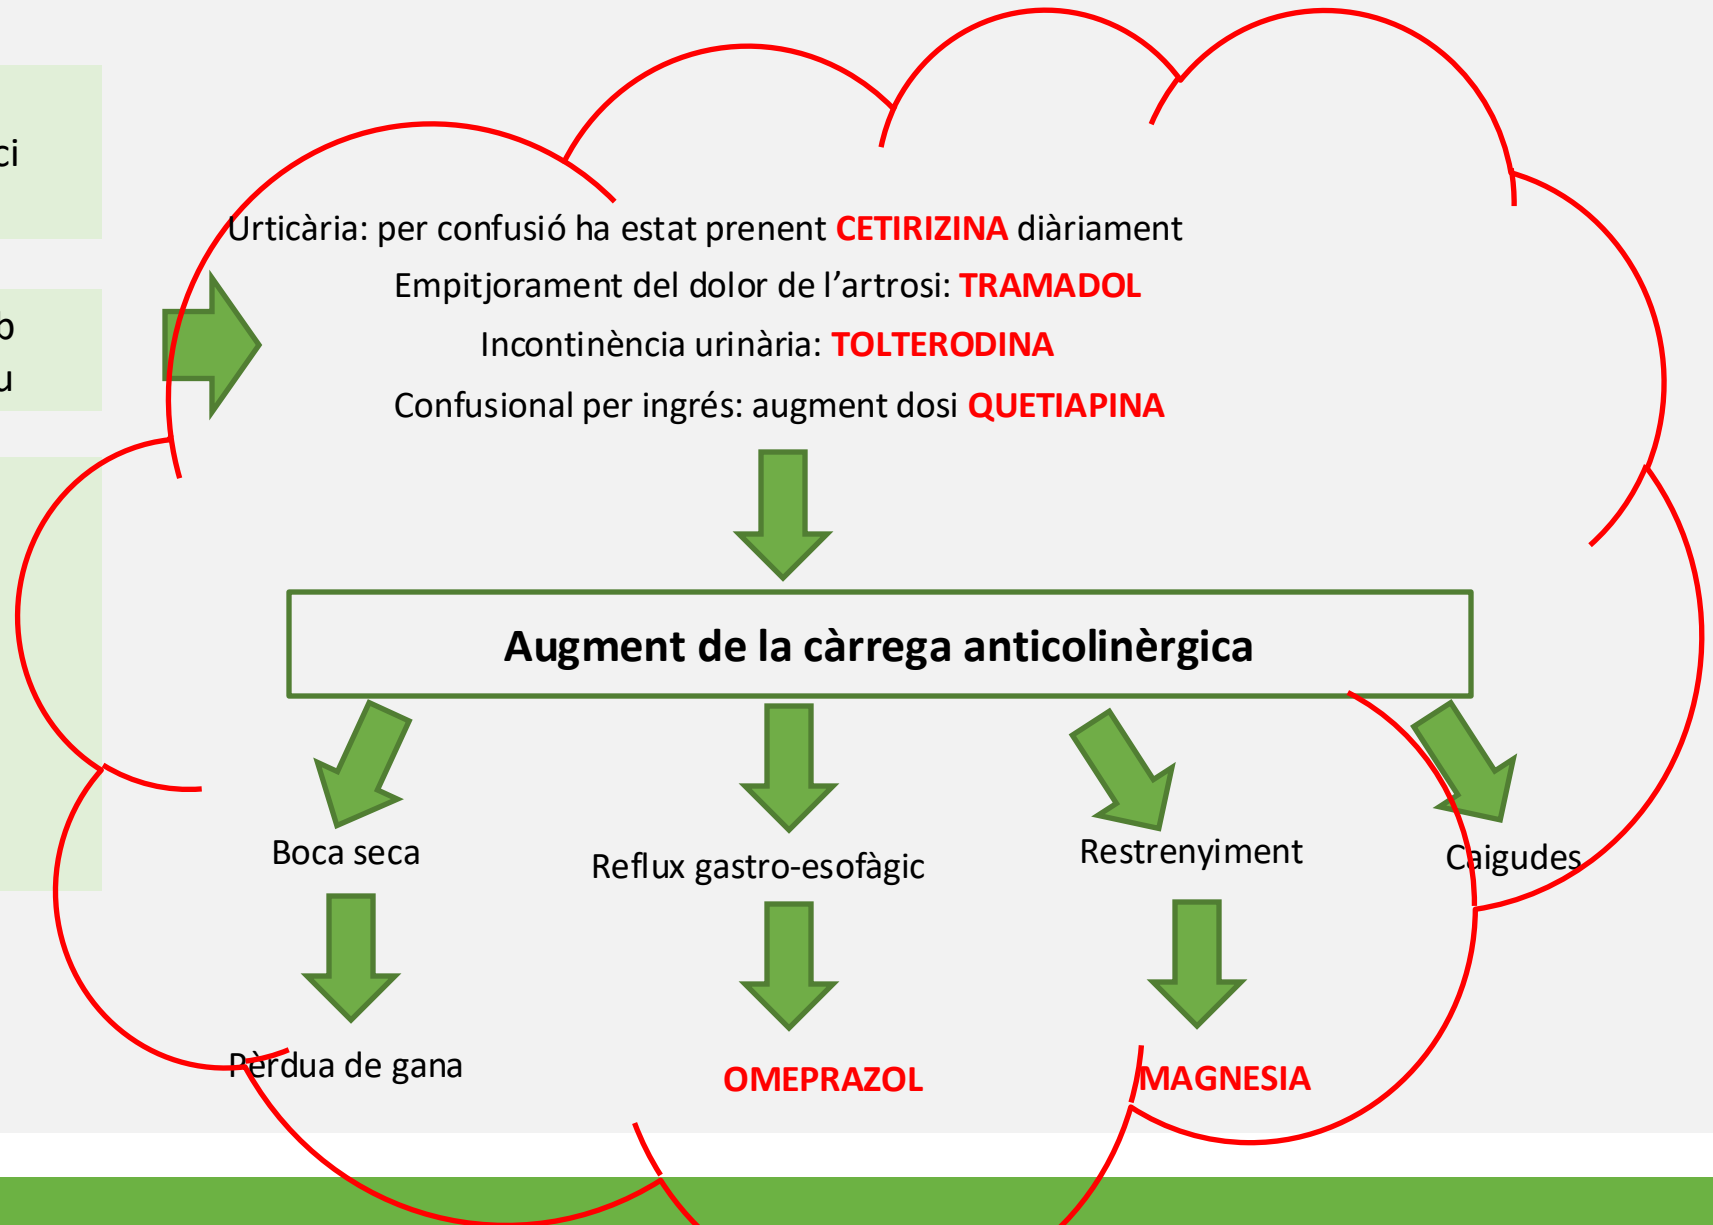 Urticària: per confusió ha estat prenent CETIRIZINA diàriament
Empitjorament del dolor de l’artrosi: TRAMADOL
Incontinència urinària: TOLTERODINA
Confusional per ingrés: augment dosi QUETIAPINA
Augment de la càrrega anticolinèrgica
Boca seca
Reflux gastro-esofàgic
Restrenyiment
Caigudes
Pèrdua de gana
OMEPRAZOL
MAGNESIA